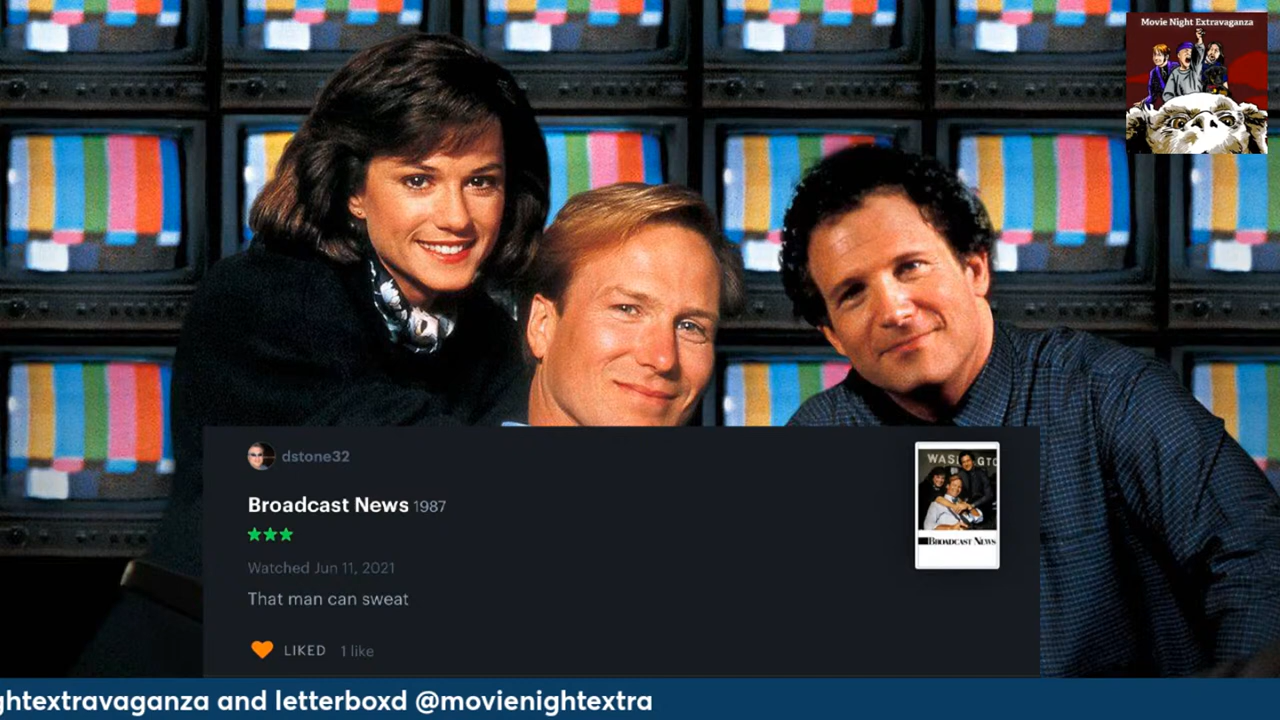 Movie Night Extravaganza
dstone32
Broadcast News 1987
Watched Jun 11, 2021
That man can sweat
LIKED 1 like
BROADCAST NEWS
ghtextravaganza and letterboxd @movienightextra